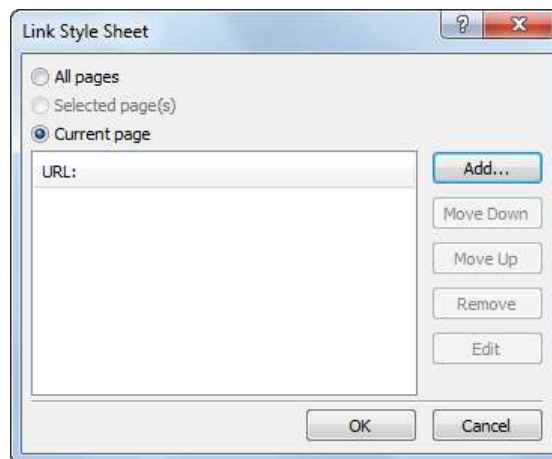 Link Style Sheet
All pages
Selected page(s)
Current page
URL:
Add...
Move Down
Move Up
Remove
Edit
OK
Cancel